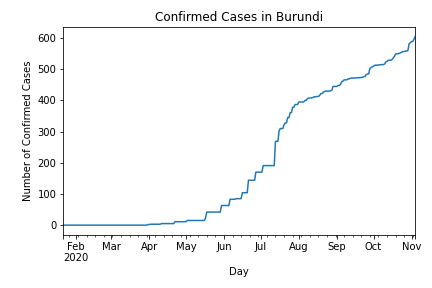 Confirmed Cases in Burundi
Number of Confirmed Cases
600
500
400
300
200
100
0
Feb Mar Apr May Jun Jul Aug Sep Oct Nov
2020
Day